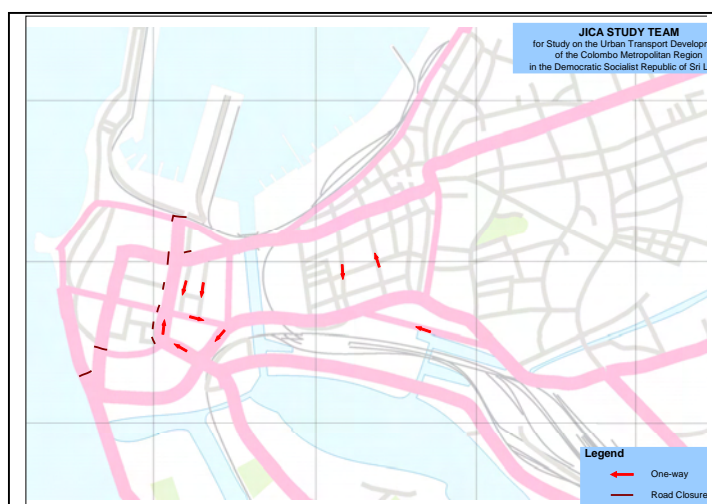 JICA STUDY TEAM
for Study on the Urban Transport Developm
of the Colombo Metropolitan Region
in the Democratic Socialist Republic of Sri L
Legend
One-way
Road Closure